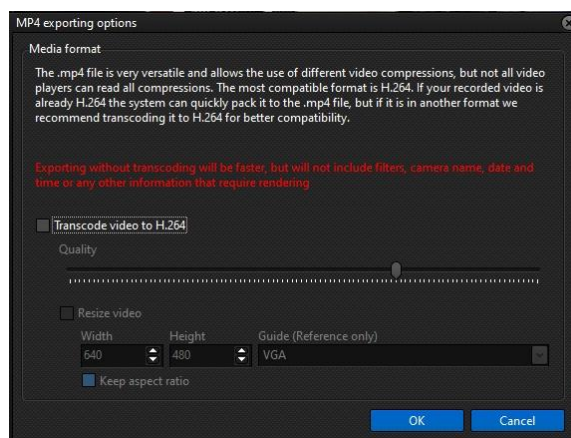 MP4 exporting options
Media format
The .mp4 file is very versatile and allows the use of different video compressions, but not all video
players can read all compressions. The most compatible format is H.264. If your recorded video is
already H.264 the system can quickly pack it to the .mp4 file, but if it is in another format we
recommend transcoding it to H.264 for better compatibility.
Exporting without transcoding will be faster, but will not include filters, camera name, date and
time or any other information that require rendering
Transcode video to H.264
Quality
Resize video
Width Height Guide (Reference only)
640 480 VGA
Keep aspect ratio
OK Cancel